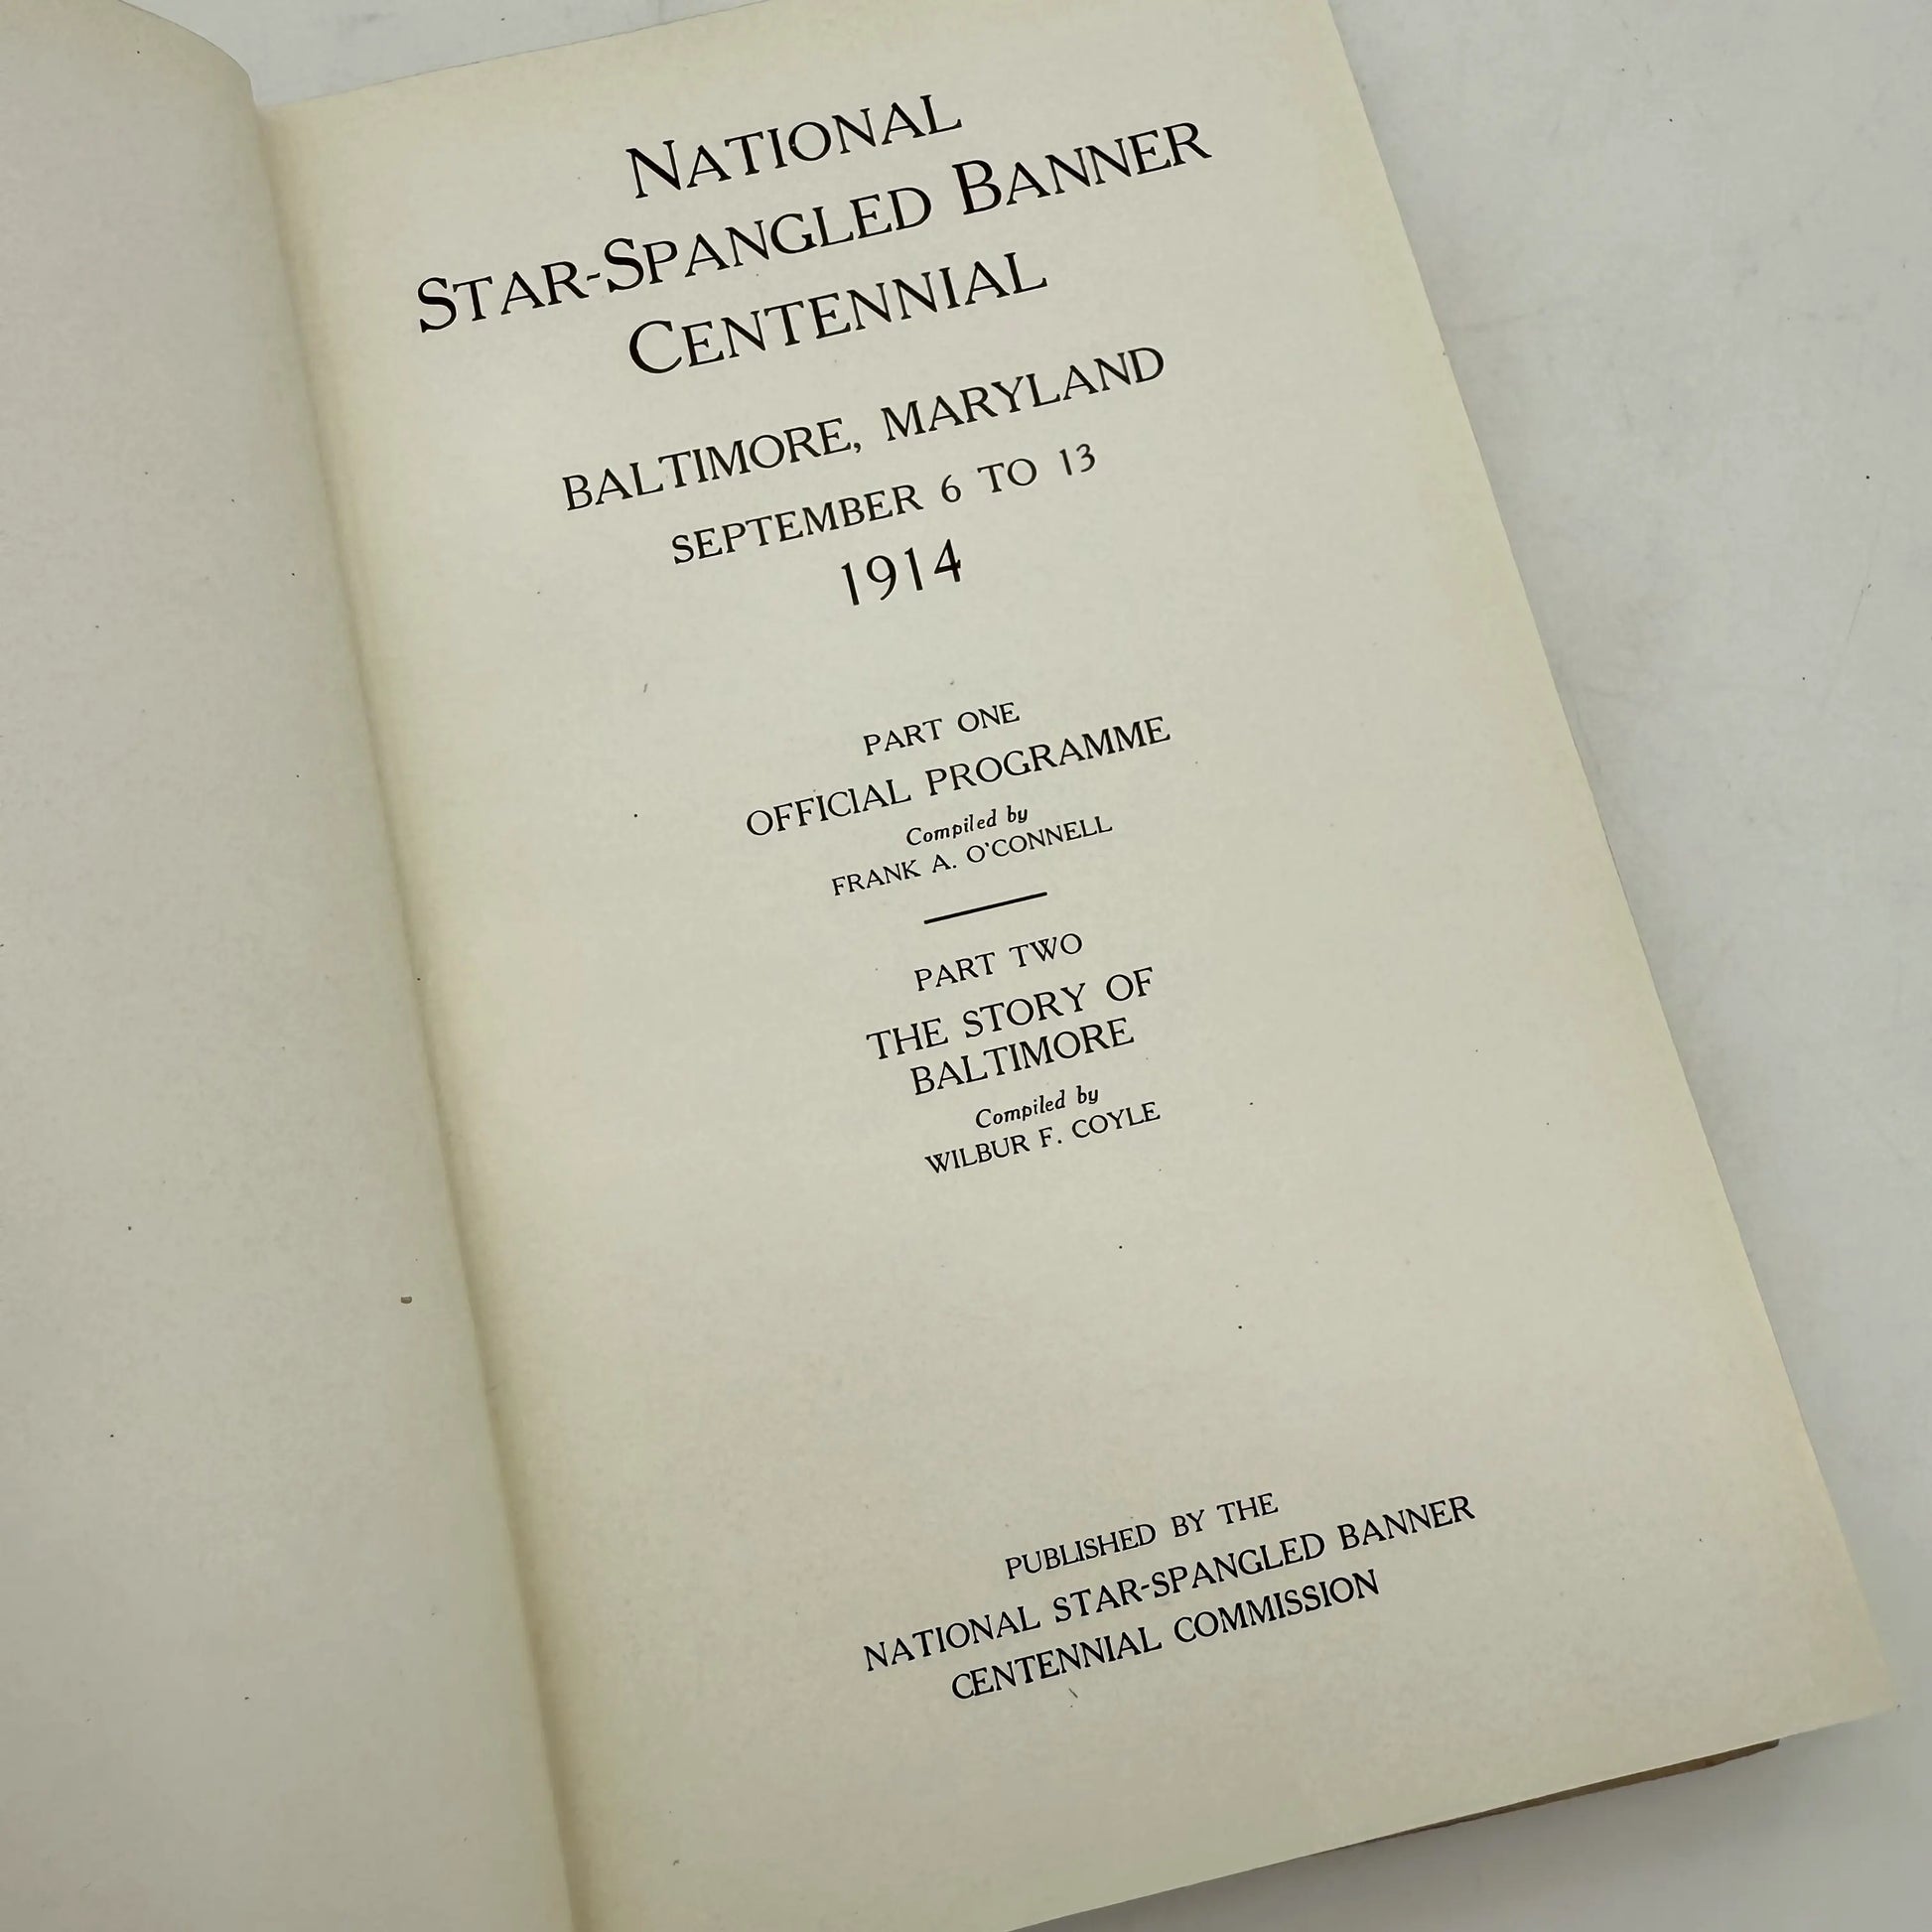 NATIONAL
STAR-SPANGLED BANNER
CENTENNIAL
BALTIMORE, MARYLAND
SEPTEMBER 6 TO 13
1914
PART ONE
OFFICIAL PROGRAMME
Compiled by
FRANK A. O'CONNELL
PART TWO
THE STORY OF
BALTIMORE
Compiled by
WILBUR F. COYLE
PUBLISHED BY THE
NATIONAL STAR-SPANGLED BANNER
CENTENNIAL COMMISSION